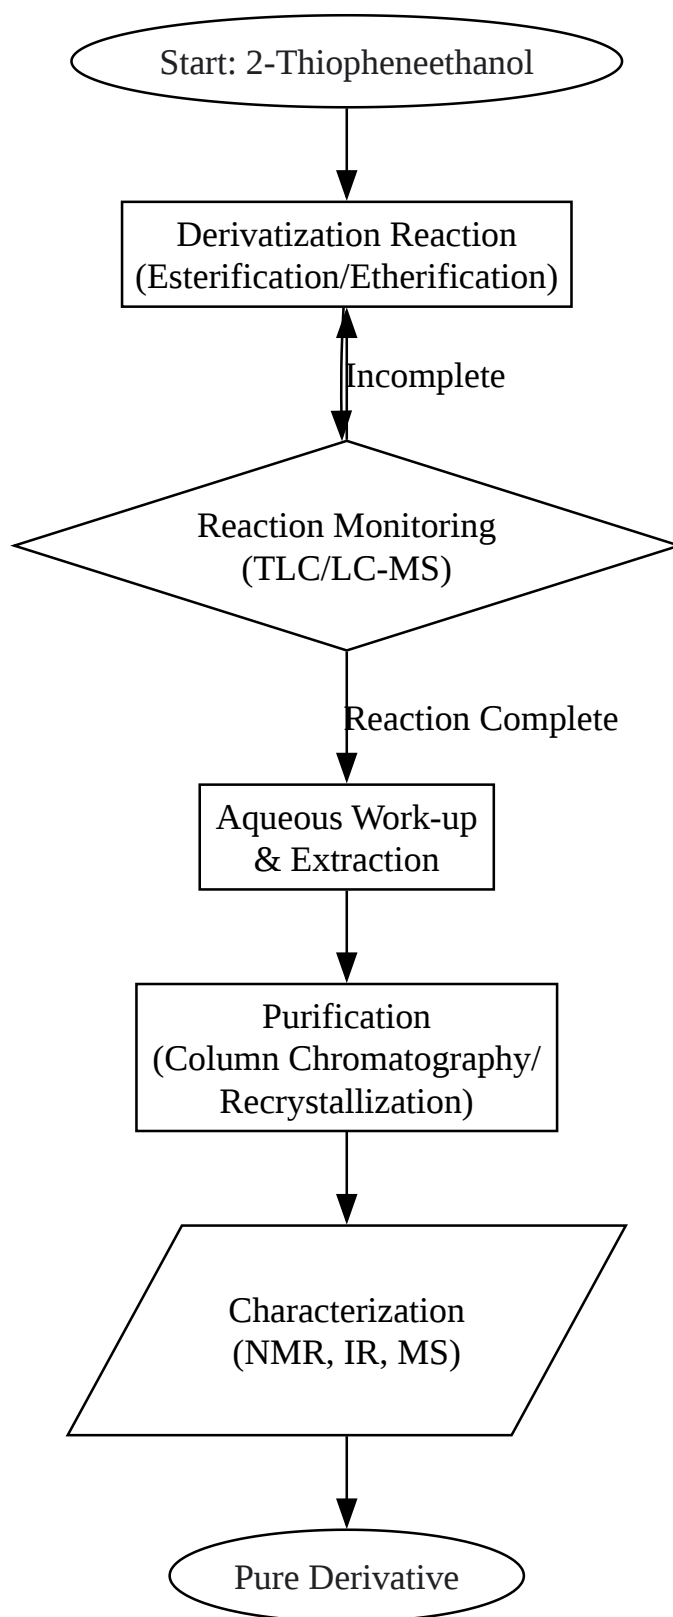 Start: 2-Thiopheneethanol
Derivatization Reaction
(Esterification/Etherification)
Incomplete
Reaction Monitoring
(TLC/LC-MS)
Reaction Complete
Aqueous Work-up
& Extraction
Purification
(Column Chromatography/
Recrystallization)
Characterization
(NMR, IR, MS)
Pure Derivative